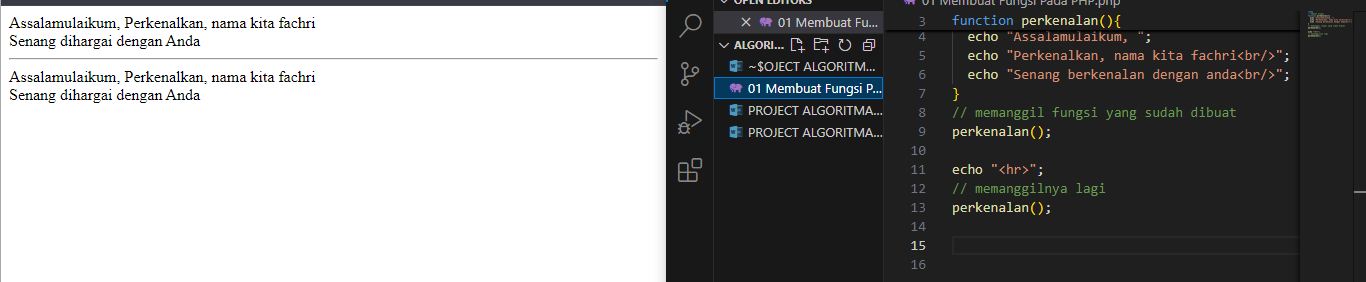 Assalamulaikum, Perkenalkan, nama kita fachri
Senang dihargai dengan Anda
Assalamulaikum, Perkenalkan, nama kita fachri
Senang dihargai dengan Anda
OPEN EDITORS
01 Membuat Fu...
ALGORI...
~$OJECT ALGORITM...
01 Membuat Fungsi P...
PROJECT ALGORITMA...
PROJECT ALGORITMA...
01 Membuat Fungsi Pada PHP.php
3 function perkenalan(){
4 echo "Assalamulaikum, ";
5 echo "Perkenalkan, nama kita fachri<br/>";
6 echo "Senang berkenalan dengan anda<br/>";
7 }
8 // memanggil fungsi yang sudah dibuat
9 perkenalan();
10
11 echo "<hr>";
12 // memanggilnya lagi
13 perkenalan();
14
15
16